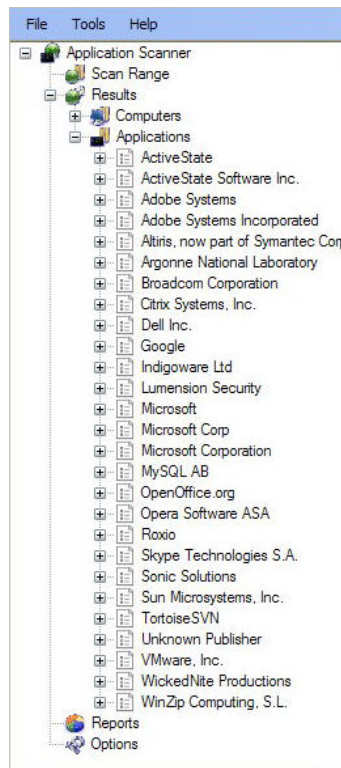 File Tools Help
Application Scanner
Scan Range
Results
Computers
Applications
ActiveState
ActiveState Software Inc.
Adobe Systems
Adobe Systems Incorporated
Altiris, now part of Symantec Corp
Argonne National Laboratory
Broadcom Corporation
Citrix Systems, Inc.
Dell Inc.
Google
Indigoware Ltd
Lumension Security
Microsoft
Microsoft Corp
Microsoft Corporation
MySQL AB
OpenOffice.org
Opera Software ASA
Roxio
Skype Technologies S.A.
Sonic Solutions
Sun Microsystems, Inc.
TortoiseSVN
Unknown Publisher
VMware, Inc.
WickedNite Productions
WinZip Computing, S.L.
Reports
Options